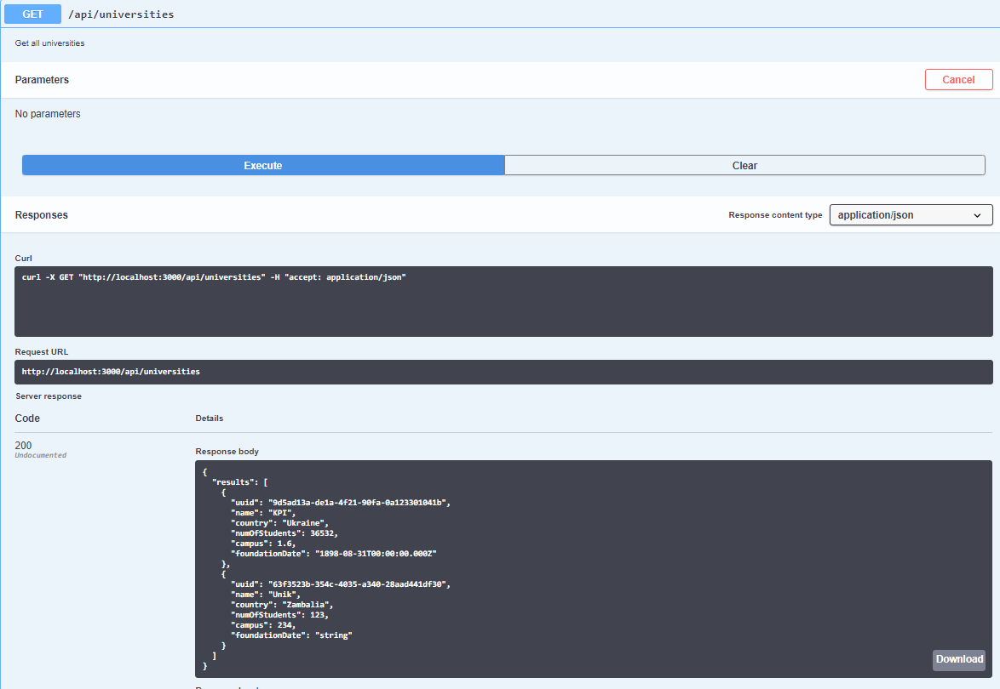 GET /api/universities
Get all universities
Parameters Cancel
No parameters
Execute Clear
Responses Response content type application/json
Curl
curl -X GET "http://localhost:3000/api/universities" -H "accept: application/json"
Request URL
http://localhost:3000/api/universities
Server response
Code Details
200
Undocumented
Response body
{
"results": [
{
"uuid": "9d5ad13a-de1a-4f21-90fa-0a123301041b",
"name": "KPI",
"country": "Ukraine",
"numOfStudents": 36532,
"campus": 1.6,
"foundationDate": "1898-08-31T00:00:00.000Z"
},
{
"uuid": "63f3523b-354c-4035-a340-28aad441df30",
"name": "Unik",
"country": "Zambalia",
"numOfStudents": 123,
"campus": 234,
"foundationDate": "string"
}
]
}
Download